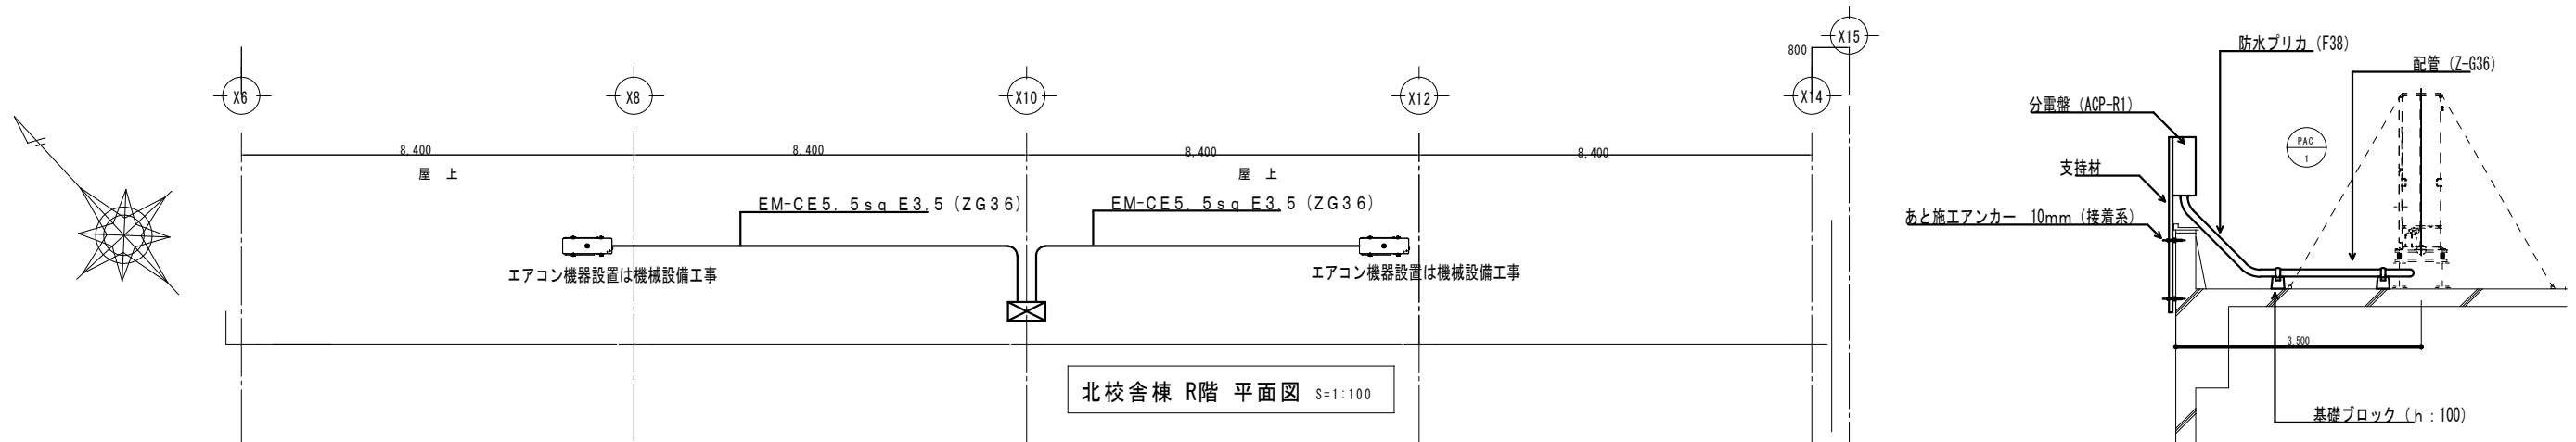 X6
X8
X10
X12
X14
X15
800
8,400
8,400
8,400
8,400
屋 上
屋 上
EM-CE5. 5sq E3.5 (ZG36)
EM-CE5. 5sq E3.5 (ZG36)
エアコン機器設置は機械設備工事
エアコン機器設置は機械設備工事
北校舎棟 R階 平面図 S=1:100
防水プリカ (F38)
配管 (Z-G36)
分電盤 (ACP-R1)
PAC
1
支持材
あと施工アンカー 10mm (接着系)
3,500
基礎ブロック (h : 100)